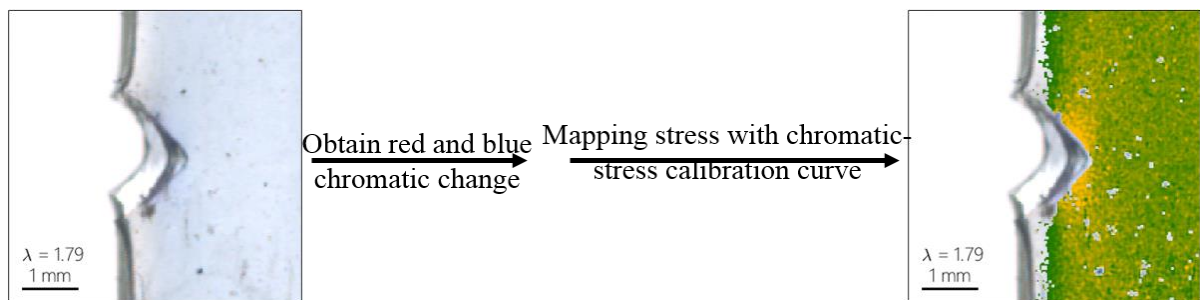 Obtain red and blue
chromatic change
Mapping stress with chromatic-
stress calibration curve
λ = 1.79
1 mm
λ = 1.79
1 mm